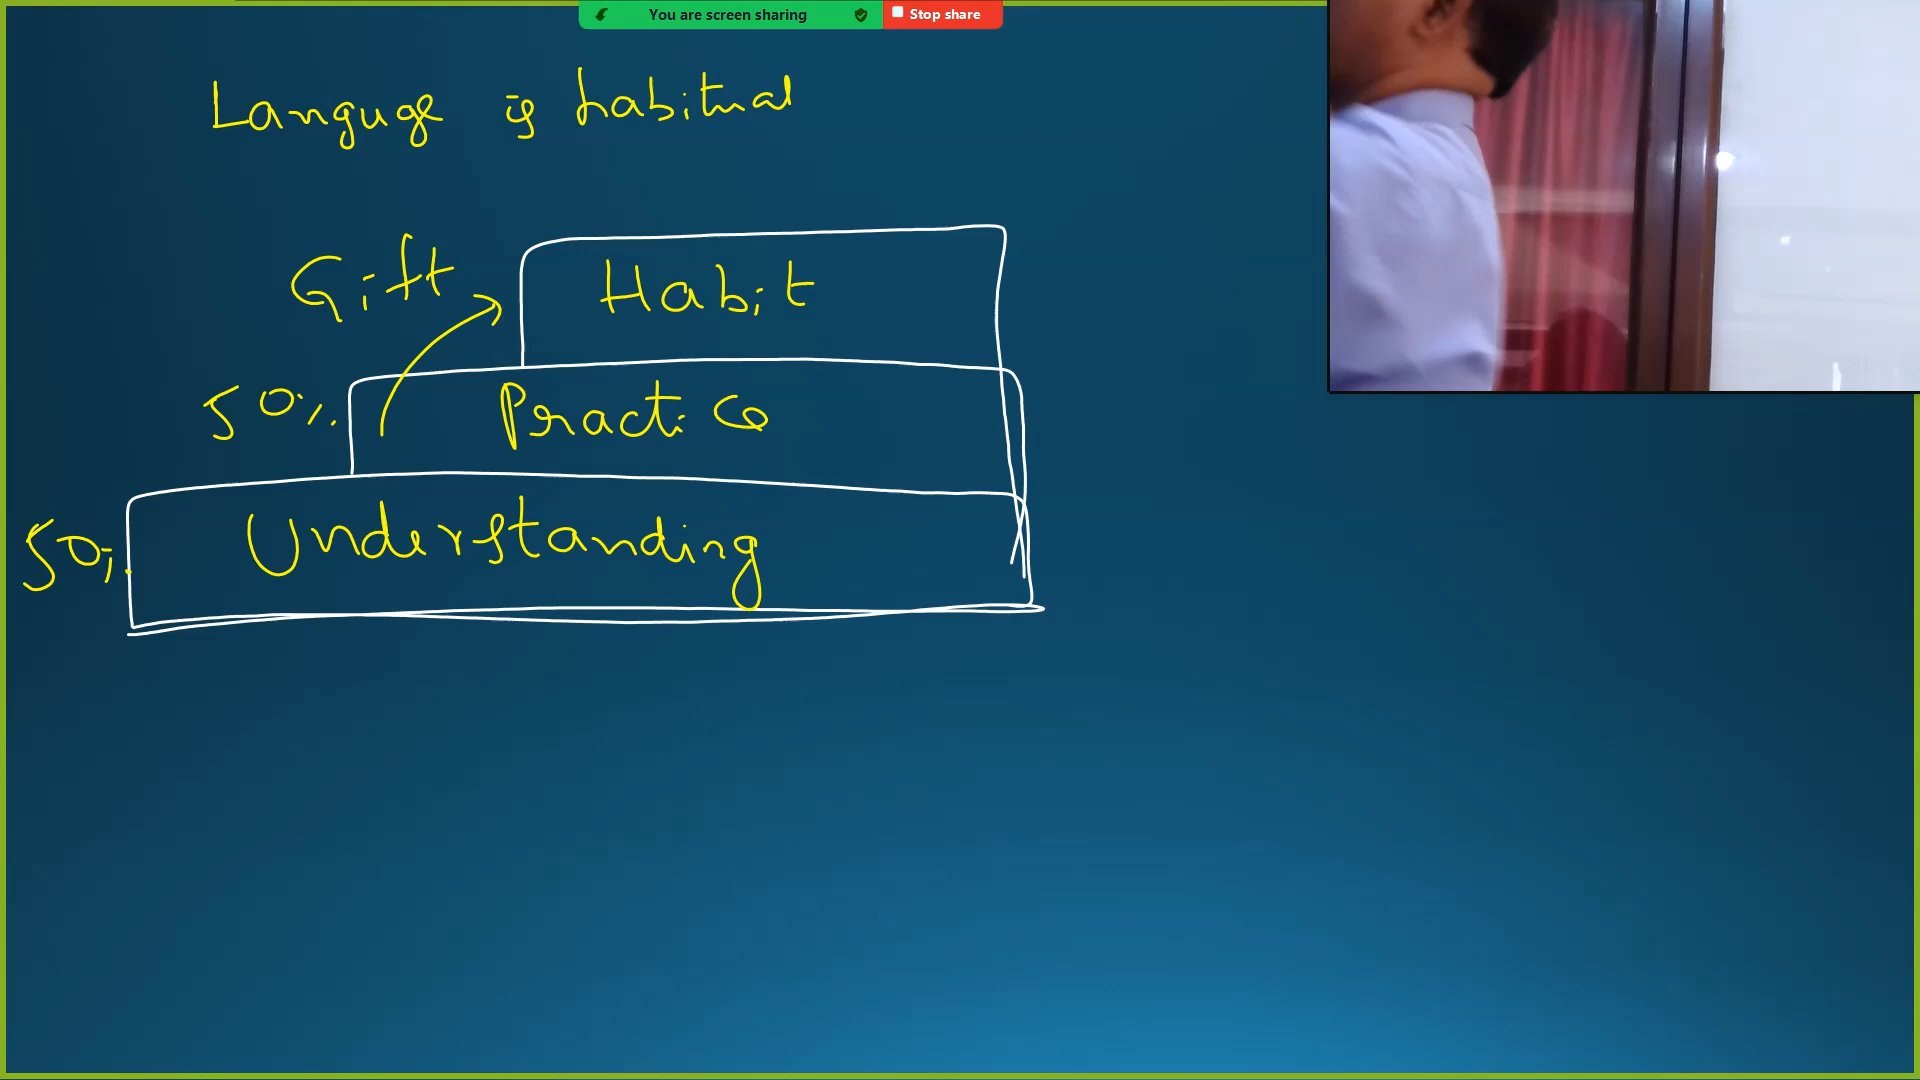 You are screen sharing Stop share
Languge is habitual
Gift
Habit
50%
Practice
50%
Understanding